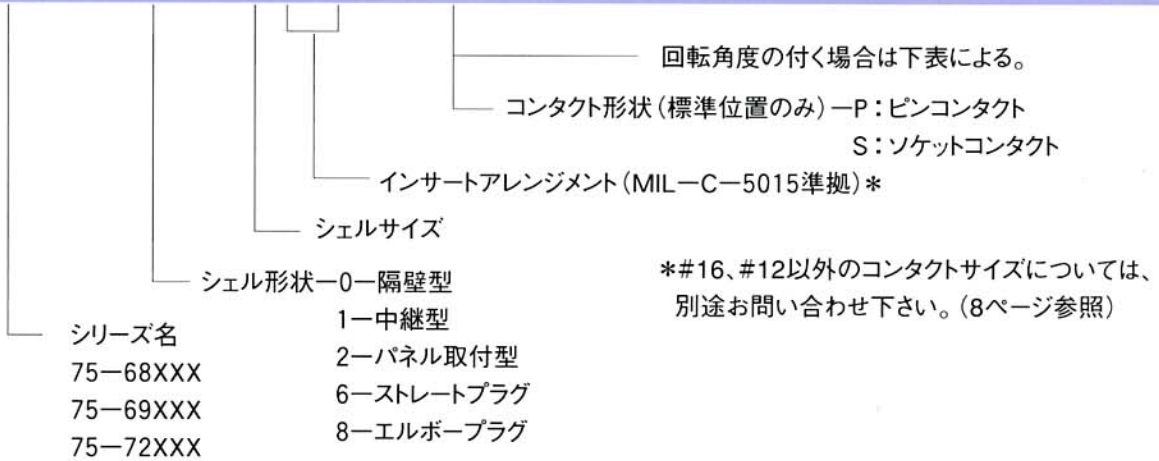 回転角度の付く場合は下表による。
コンタクト形状(標準位置のみ)ーP:ピンコンタクト
S:ソケットコンタクト
インサートアレンジメント(MILーCー5015準拠)*
シェルサイズ
シェル形状ー0ー隔壁型
1ー中継型
2ーパネル取付型
6ーストレートプラグ
8ーエルボープラグ
*#16、#12以外のコンタクトサイズについては、
別途お問い合わせ下さい。(8ページ参照)
シリーズ名
75ー68XXX
75ー69XXX
75ー72XXX